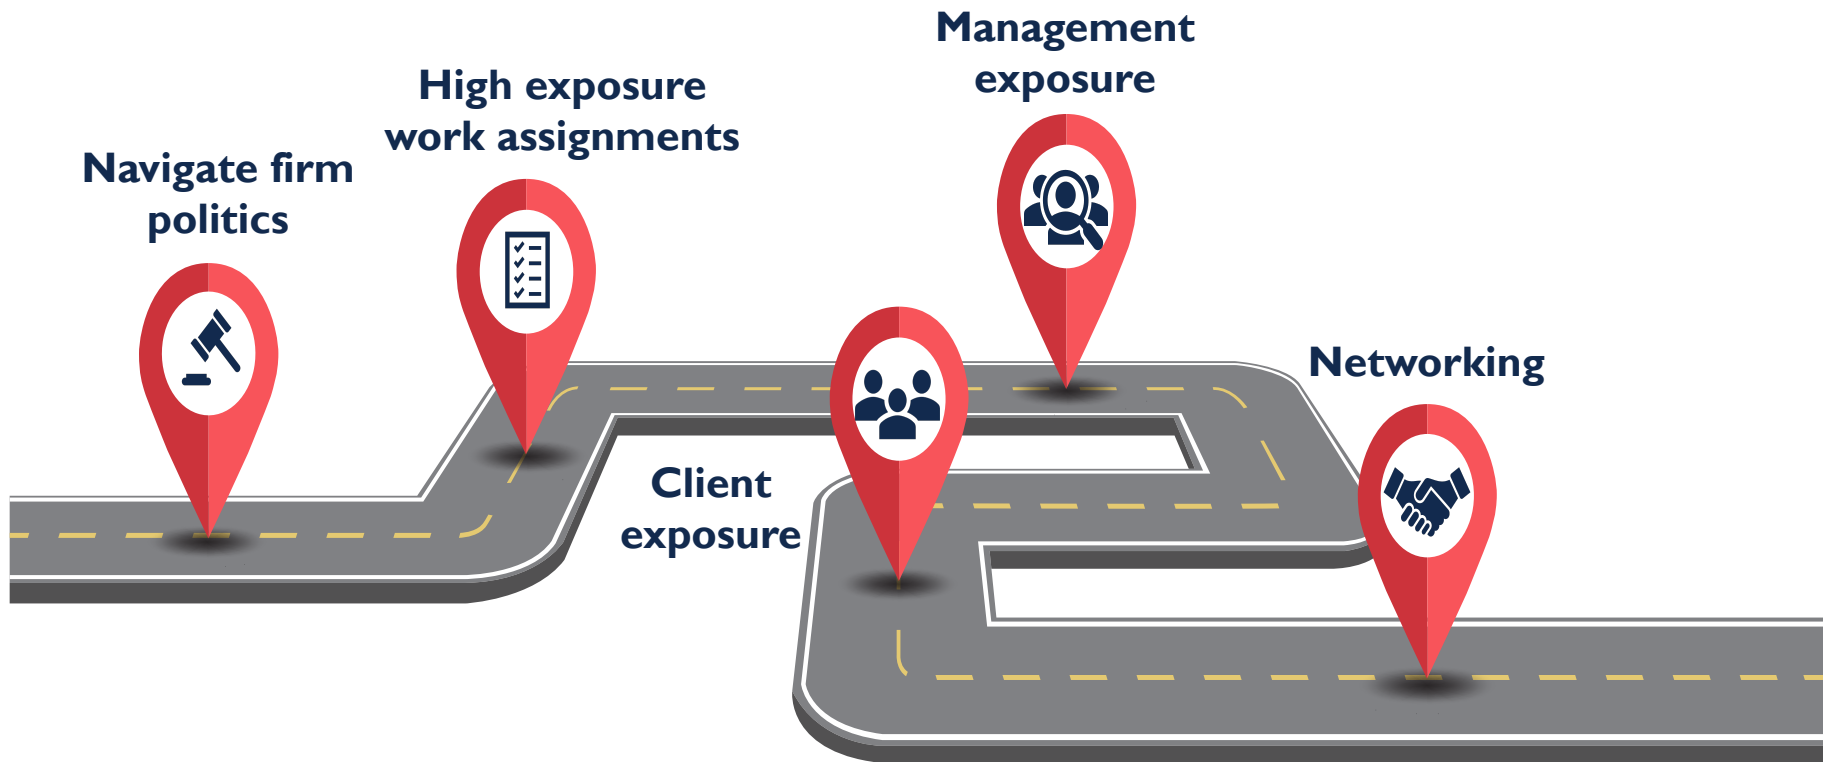 Management
exposure
High exposure
work assignments
Navigate firm
politics
Networking
Client
exposure